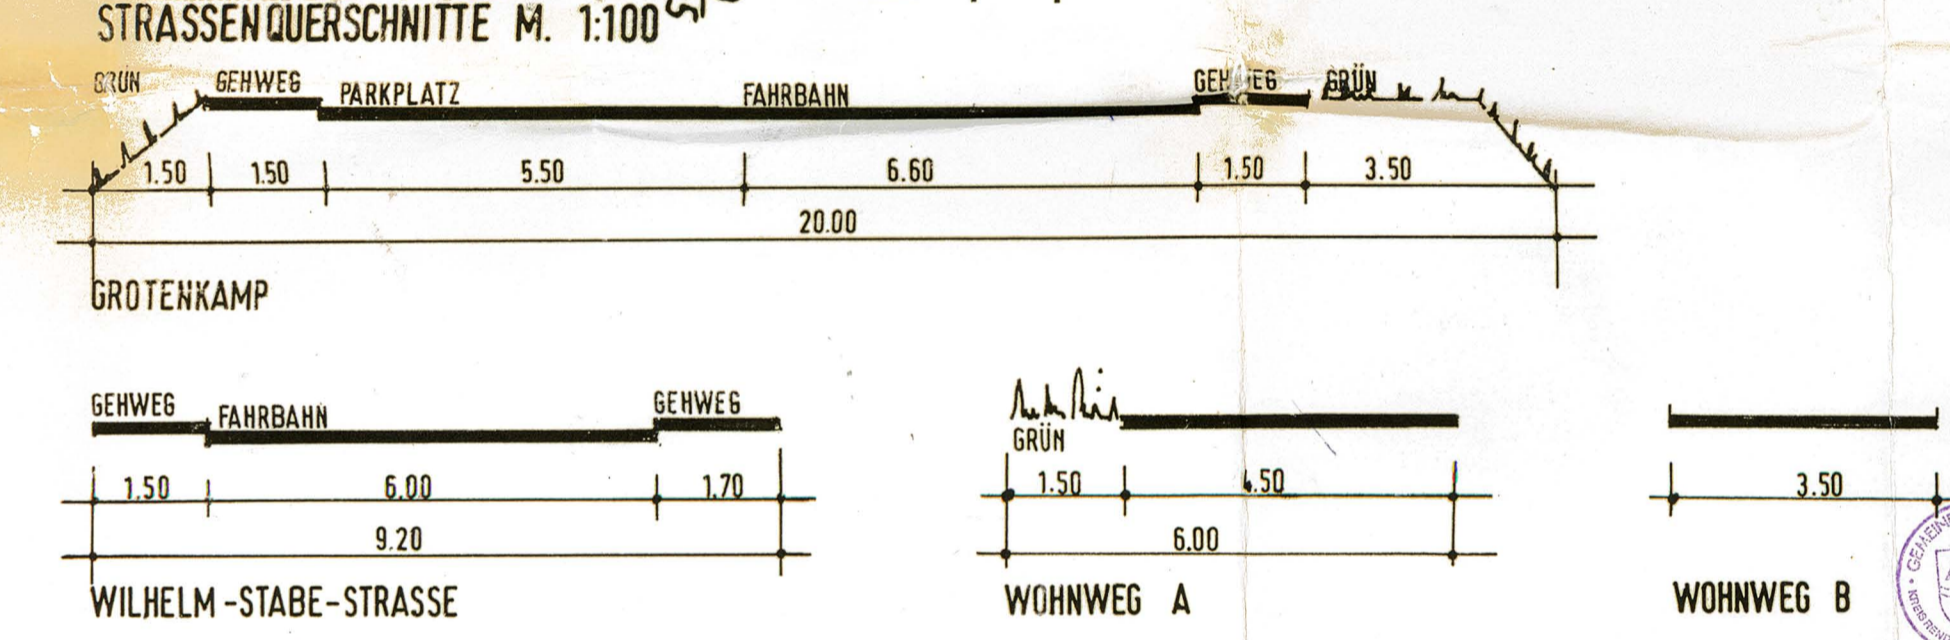 STRASSENQUERSCHNITTE M. 1:100
GRÜN GEHWEG PARKPLATZ FAHRBAHN GEHWEG GRÜN
1.50 1.50 5.50 6.60 1.50 3.50
20.00
GROTENKAMP
GEHWEG FAHRBAHN GEHWEG
1.50 6.00 1.70
9.20
WILHELM-STABE-STRASSE
GRÜN
1.50 4.50
6.00
WOHNWEG A
3.50
WOHNWEG B